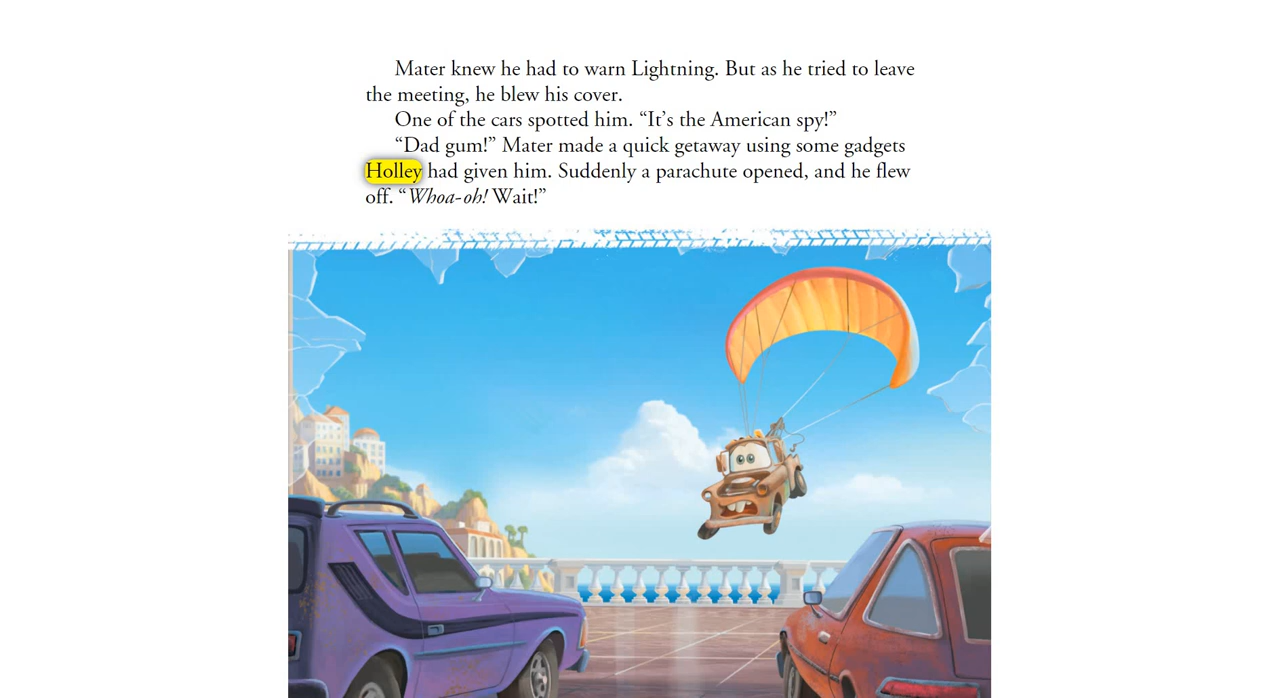 Mater knew he had to warn Lightning. But as he tried to leave
the meeting, he blew his cover.
One of the cars spotted him. “It’s the American spy!”
“Dad gum!” Mater made a quick getaway using some gadgets
Holley had given him. Suddenly a parachute opened, and he flew
off. “Whoa-oh! Wait!”